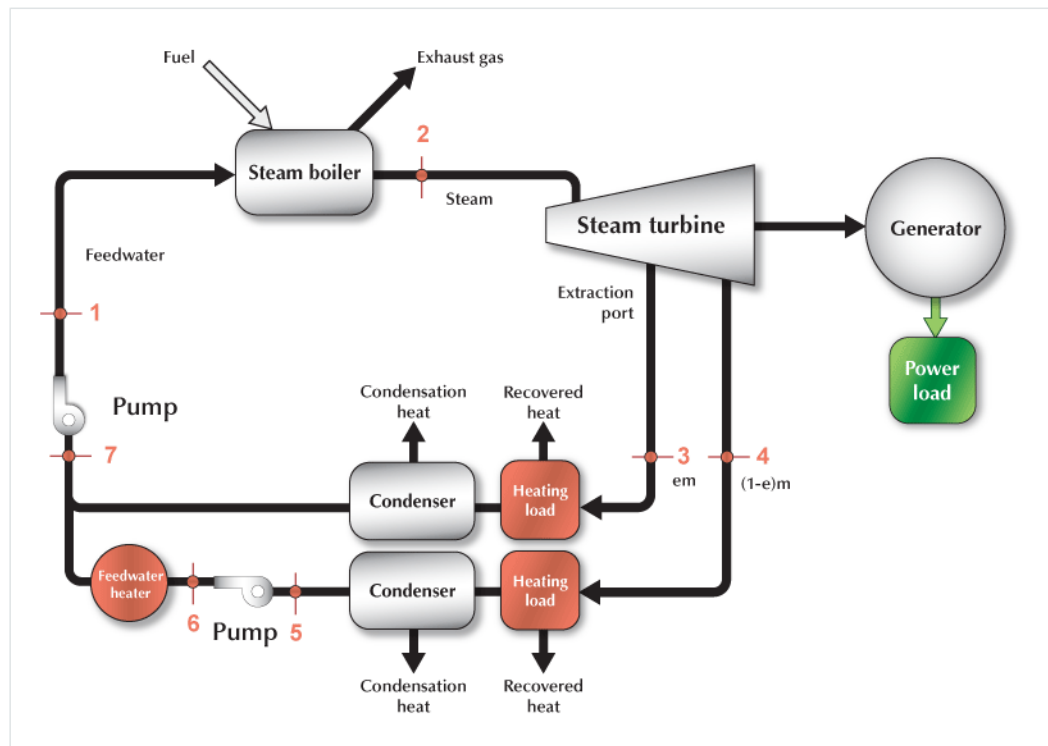 Fuel
Exhaust gas
2
Steam boiler
Steam
Steam turbine
Generator
Feedwater
Extraction
port
1
Power
load
Pump
Condensation
heat
Recovered
heat
7
3
4
em
(1-e)m
Condenser
Heating
load
Feedwater
heater
Condenser
Heating
load
6
5
Pump
Condensation
heat
Recovered
heat